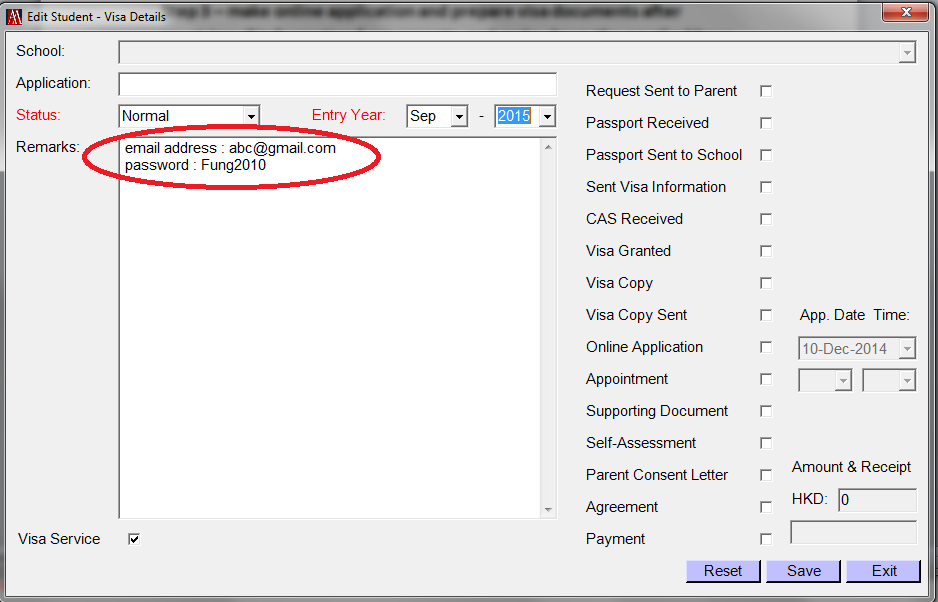 Step 3 – make online application and prepare visa documents after
Edit Student - Visa Details
School:
Application:
Status: Normal Entry Year: Sep - 2015
Remarks: email address : abc@gmail.com
password : Fung2010
Request Sent to Parent
Passport Received
Passport Sent to School
Sent Visa Information
CAS Received
Visa Granted
Visa Copy
Visa Copy Sent
App. Date Time:
Online Application
10-Dec-2014
Appointment
Supporting Document
Self-Assessment
Amount & Receipt
Parent Consent Letter
HKD: 0
Agreement
Visa Service
Payment
Reset Save Exit